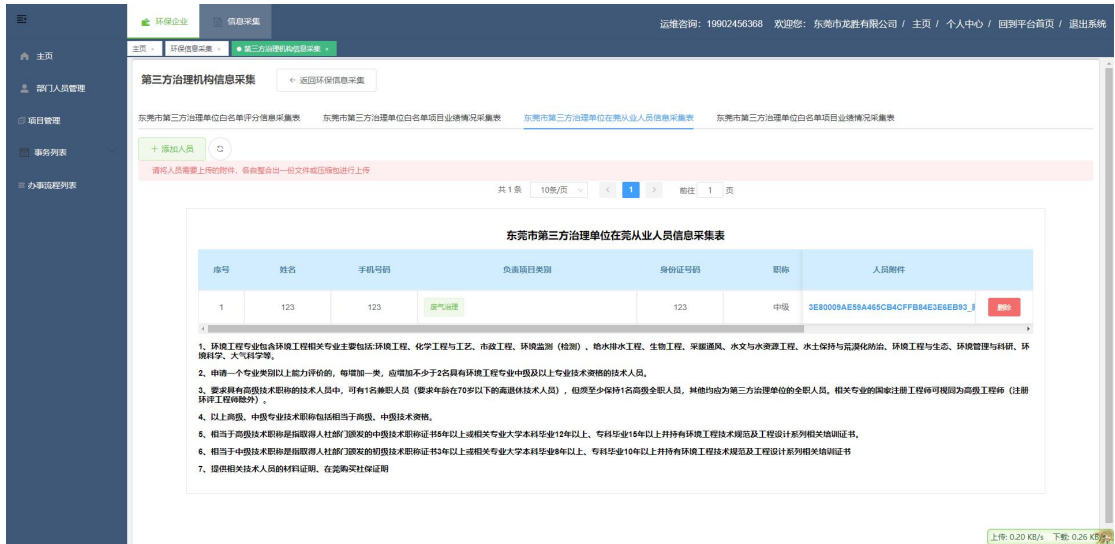 环保企业
信息采集
运维咨询：19902456368 欢迎您：东莞市龙胜有限公司 / 主页 / 个人中心 / 回到平台首页 / 退出系统
主页
部门人员管理
项目管理
事务列表
办事流程列表
主页 × 环保信息采集 × ● 第三方治理机构信息采集 ×
第三方治理机构信息采集
← 返回环保信息采集
东莞市第三方治理单位白名单评分信息采集表 东莞市第三方治理单位白名单项目业绩情况采集表 东莞市第三方治理单位在莞从业人员信息采集表 东莞市第三方治理单位白名单项目业绩情况采集表
+ 添加人员
请将人员需要上传的附件，各自整合出一份文件或压缩包进行上传
共 1 条 10条/页 < 1 > 前往 1 页
东莞市第三方治理单位在莞从业人员信息采集表
序号 姓名 手机号码 负责项目类别 身份证号码 职称 人员附件
1 123 123 废气治理 123 中级 3E80009AE59A465CB4CFFB84E3E6EB93_ 删除
1、环境工程专业包含环境工程相关专业主要包括:环境工程、化学工程与工艺、市政工程、环境监测（检测）、给水排水工程、生物工程、采暖通风、水文与水资源工程、水土保持与荒漠化防治、环境工程与生态、环境管理与科研、环
境科学、大气科学等。
2、申请一个专业类别以上能力评价的，每增加一类，应增加不少于2名具有环境工程专业中级及以上专业技术资格的技术人员。
3、要求具有高级技术职称的技术人员中，可有1名兼职人员（要求年龄在70岁以下的离退休技术人员），但须至少保持1名高级全职人员，其他均应为第三方治理单位的全职人员。相关专业的国家注册工程师可视同为高级工程师（注册
环评工程师除外）。
4、以上高级、中级专业技术职称包括相当于高级、中级技术资格。
5、相当于高级技术职称是指取得人社部门颁发的中级技术职称证书5年以上或相关专业大学本科毕业12年以上、专科毕业15年以上并持有环境工程技术规范及工程设计系列相关培训证书。
6、相当于中级技术职称是指取得人社部门颁发的初级技术职称证书3年以上或相关专业大学本科毕业8年以上、专科毕业10年以上并持有环境工程技术规范及工程设计系列相关培训证书
7、提供相关技术人员的材料证明、在莞购买社保证明
上传: 0.20 KB/s 下载: 0.26 KB/s